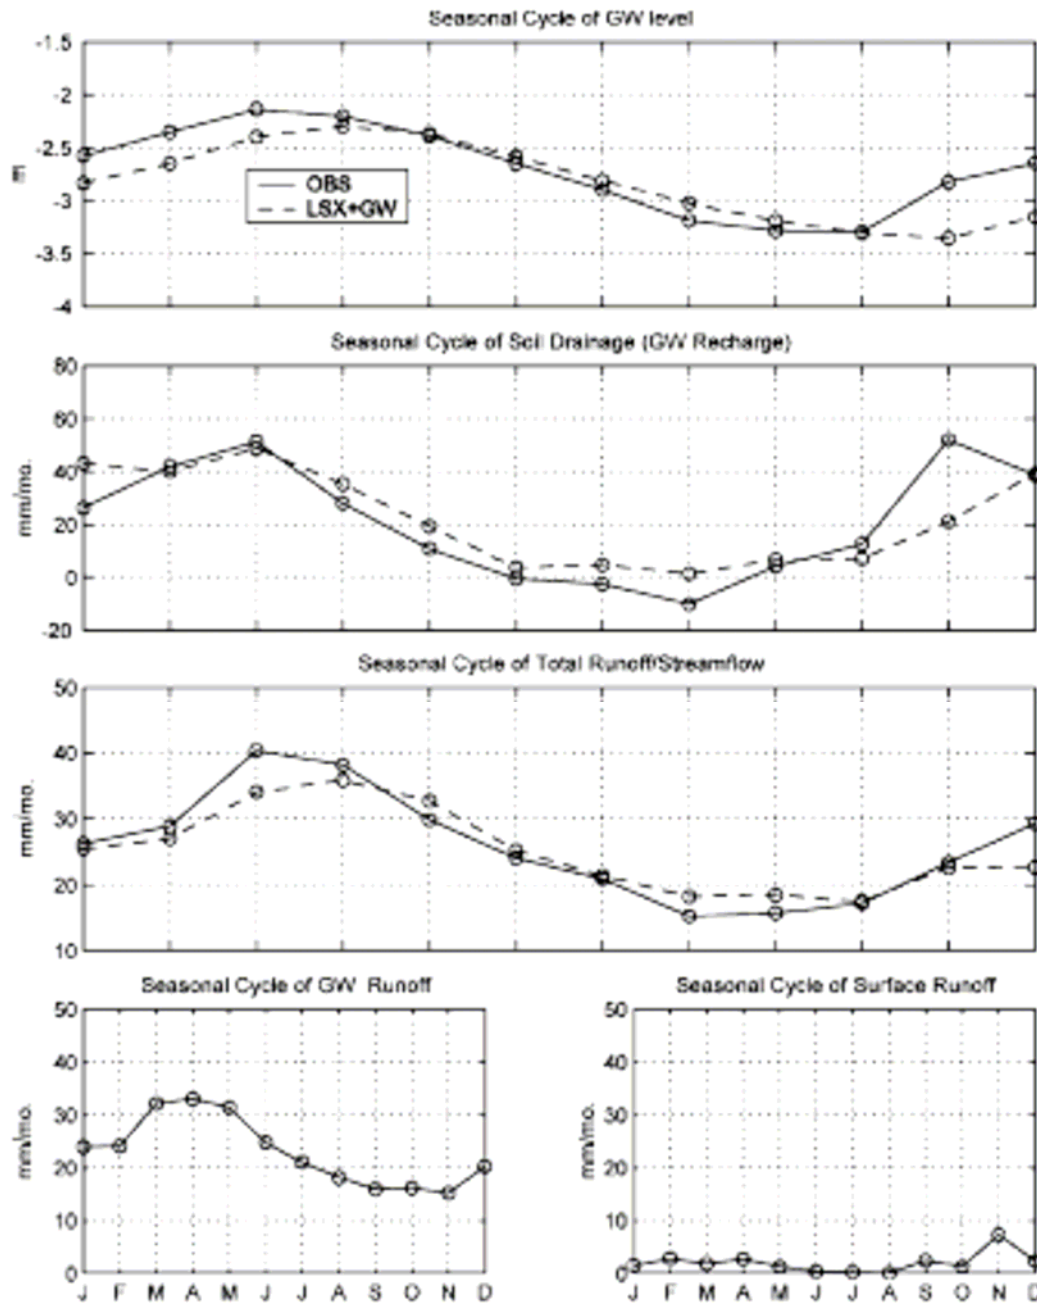 Seasonal Cycle of GW level
-1.5
-2
-2.5
-3
-3.5
-4
m
OBS
LSX+GW
Seasonal Cycle of Soil Drainage (GW Recharge)
80
60
40
20
0
-20
mm/mo.
Seasonal Cycle of Total Runoff/Streamflow
50
40
30
20
10
mm/mo.
Seasonal Cycle of GW Runoff
50
40
30
20
10
0
mm/mo.
J F M A M J J A S O N D
Seasonal Cycle of Surface Runoff
50
40
30
20
10
0
mm/mo.
J F M A M J J A S O N D